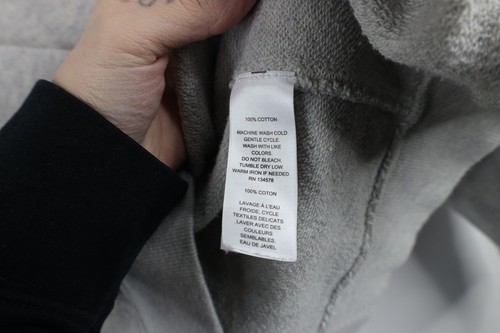 100% COTTON
MACHINE WASH COLD
GENTLE CYCLE.
WASH WITH LIKE
COLORS.
DO NOT BLEACH.
TUMBLE DRY LOW.
WARM IRON IF NEEDED
RN 134578
100% COTON
LAVAGE À L'EAU
FROIDE, CYCLE
TEXTILES DELICATS
.LAVER AVEC DES
COULEURS
SEMBLABLES.
EAU DE JAVEL